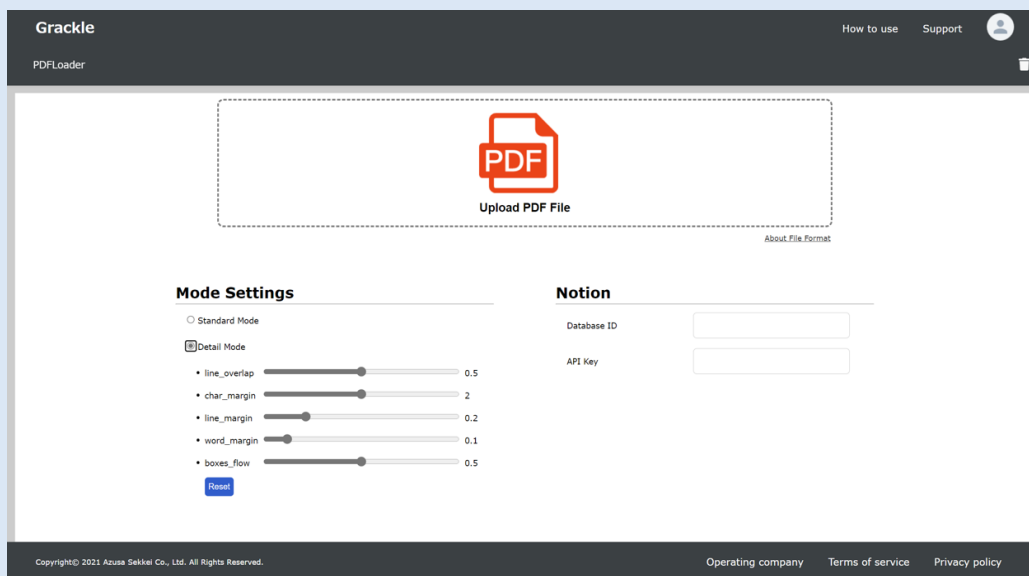 Grackle
How to use
Support
PDFLoader
PDF
Upload PDF File
About File Format
Mode Settings
Standard Mode
Detail Mode
• line_overlap 0.5
• char_margin 2
• line_margin 0.2
• word_margin 0.1
• boxes_flow 0.5
Reset
Notion
Database ID
API Key
Copyright© 2021 Azusa Sekkei Co., Ltd. All Rights Reserved.
Operating company
Terms of service
Privacy policy